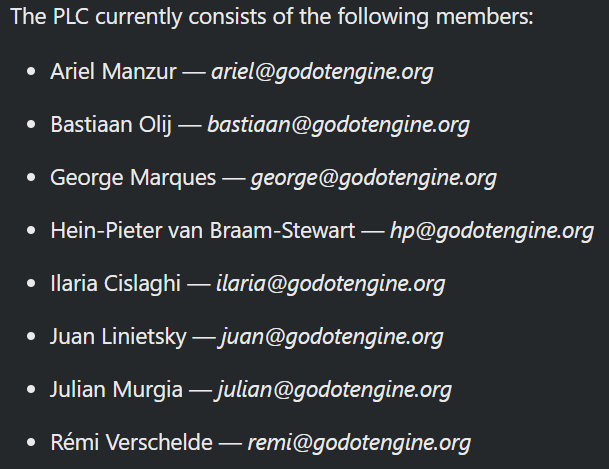 The PLC currently consists of the following members:
• Ariel Manzur — ariel@godotengine.org
• Bastiaan Olij — bastiaan@godotengine.org
• George Marques — george@godotengine.org
• Hein-Pieter van Braam-Stewart — hp@godotengine.org
• Ilaria Cislaghi — ilaria@godotengine.org
• Juan Linietsky — juan@godotengine.org
• Julian Murgia — julian@godotengine.org
• Rémi Verschelde — remi@godotengine.org